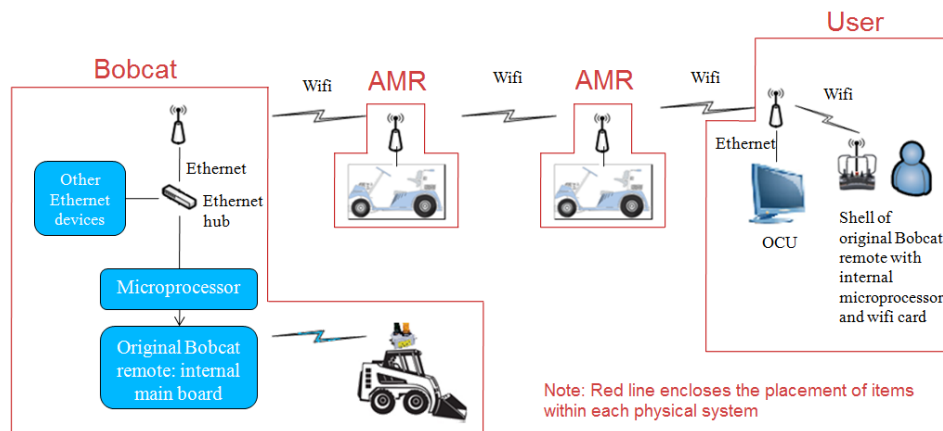 User
Bobcat
AMR
AMR
Wifi
Wifi
Wifi
Wifi
Ethernet
Ethernet
Other
Ethernet
devices
Ethernet
hub
OCU
Shell of
original Bobcat
remote with
internal
microprocessor
and wifi card
Microprocessor
Original Bobcat
remote: internal
main board
Note: Red line encloses the placement of items
within each physical system